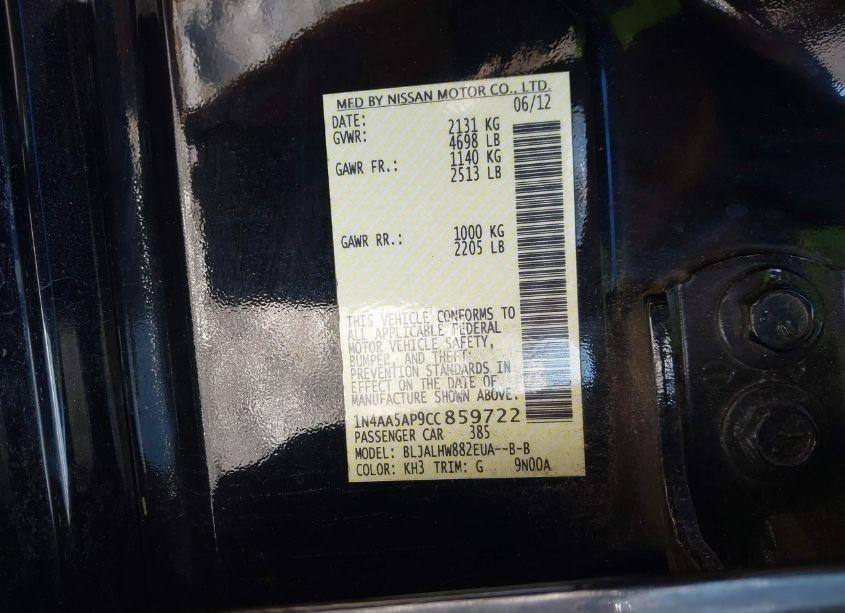 MFD BY NISSAN MOTOR CO., LTD.
DATE: 06/12
GVWR: 2131 KG
4698 LB
GAWR FR.: 1140 KG
2513 LB
GAWR RR.: 1000 KG
2205 LB
THIS VEHICLE CONFORMS TO
ALL APPLICABLE FEDERAL
MOTOR VEHICLE SAFETY,
BUMPER, AND THEFT
PREVENTION STANDARDS IN
EFFECT ON THE DATE OF
MANUFACTURE SHOWN ABOVE.
1N4AA5AP9CC859722
PASSENGER CAR 385
MODEL: BLJALHW882EUA--B-B
COLOR: KH3 TRIM: G 9N00A